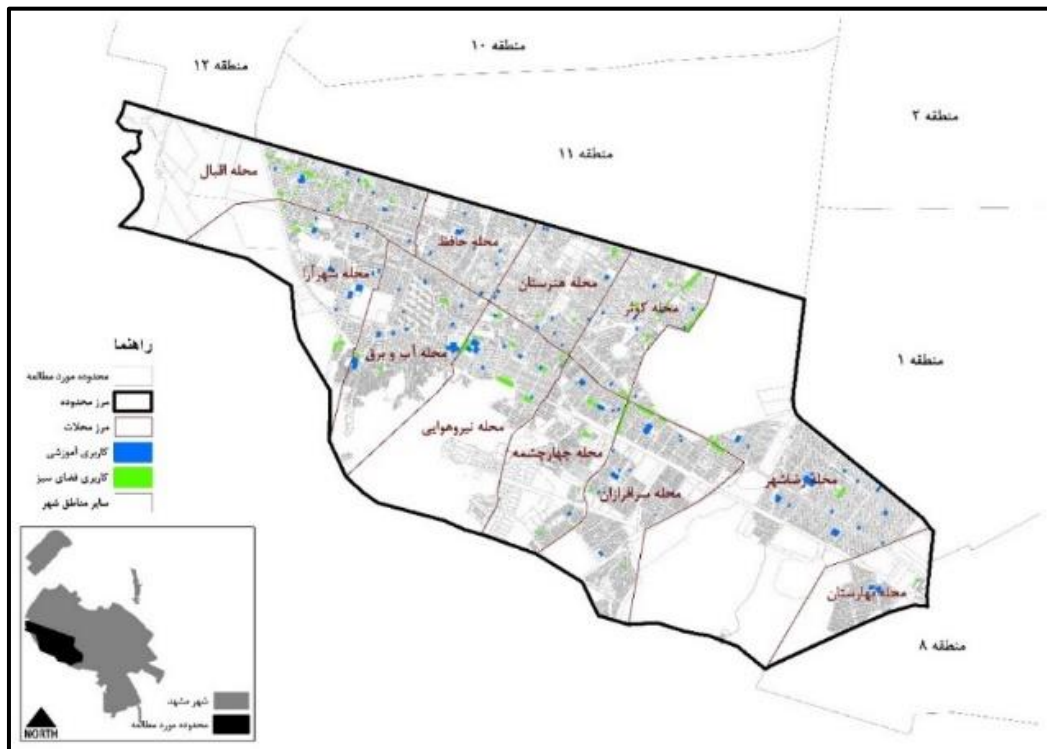 منطقه ۱۰
منطقه ۱۲
منطقه ۲
منطقه ۱۱
محله اقبال
محله حافظ
محله شهرآرا
محله هنرستان
محله کوثر
منطقه ۱
محله آب و برق
محله نیروهوایی
محله چهارچشمه
محله سرافرازان
محله رضاشهر
محله بهارستان
منطقه ۸
راهنما
محدوده مورد مطالعه
مرز محدوده
مرز محلات
کاربری آموزشی
کاربری فضای سبز
سایر مناطق شهر
شهر مشهد
محدوده مورد مطالعه
NORTH